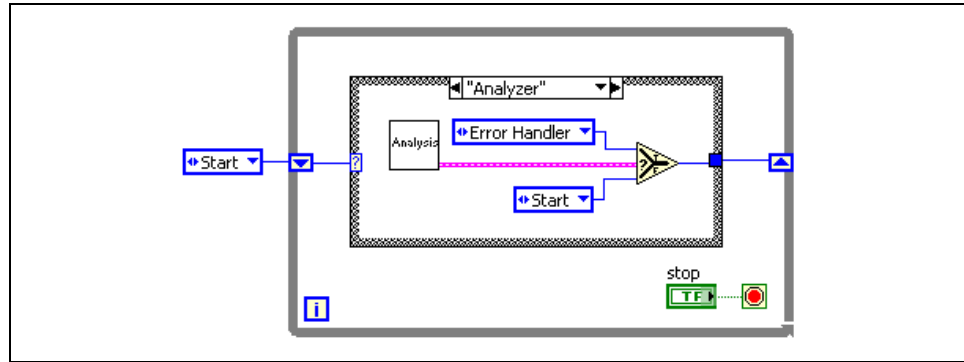 "Analyzer"
Error Handler
Analysis
?
Start
?
T
F
Start
stop
TF
i